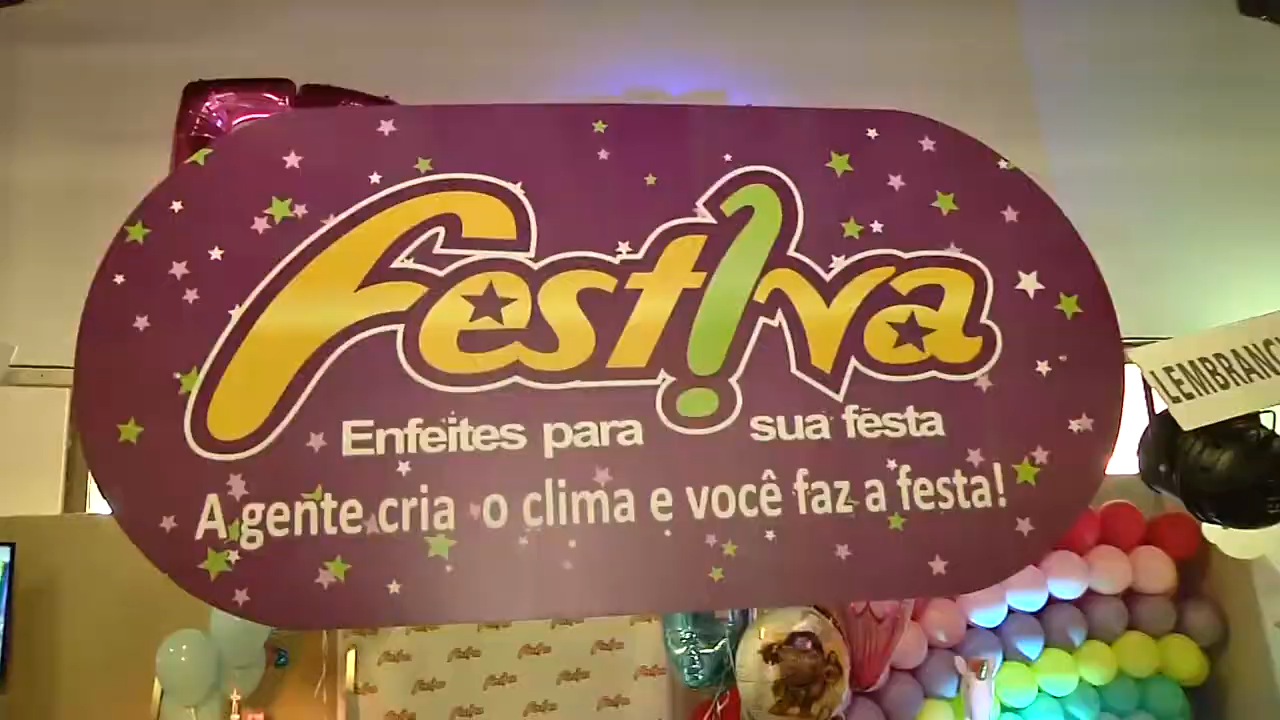 Fest!va
Enfeites para sua festa
A gente cria o clima e você faz a festa!
LEMBRANC